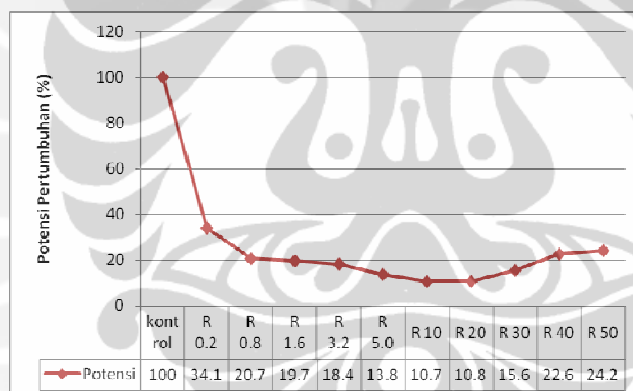 120
100
80
60
40
20
0
Potensi Pertumbuhan (%)
kont rol R 0.2 R 0.8 R 1.6 R 3.2 R 5.0 R 10 R 20 R 30 R 40 R 50
Potensi 100 34.1 20.7 19.7 18.4 13.8 10.7 10.8 15.6 22.6 24.2